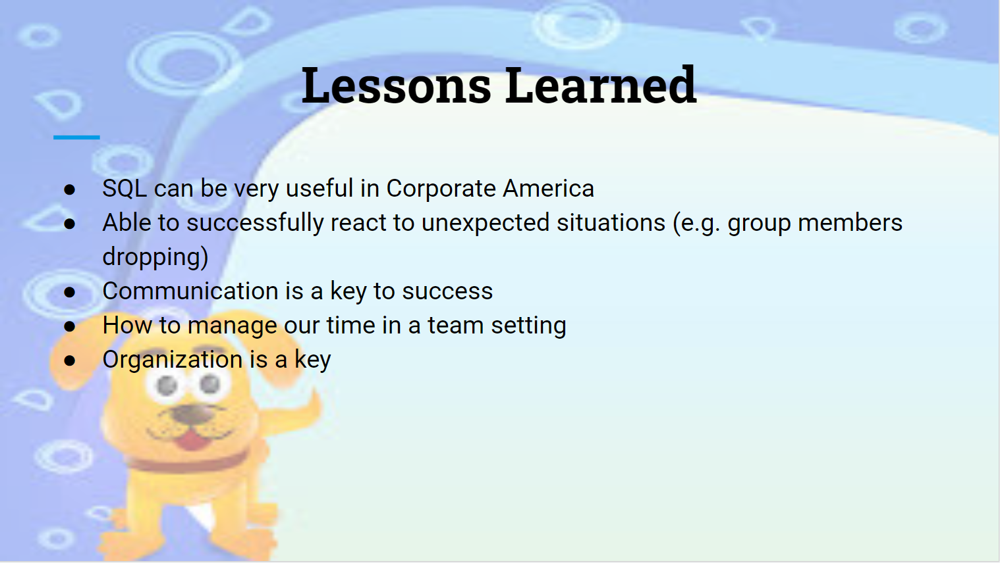 Lessons Learned
● SQL can be very useful in Corporate America
● Able to successfully react to unexpected situations (e.g. group members
dropping)
● Communication is a key to success
● How to manage our time in a team setting
● Organization is a key